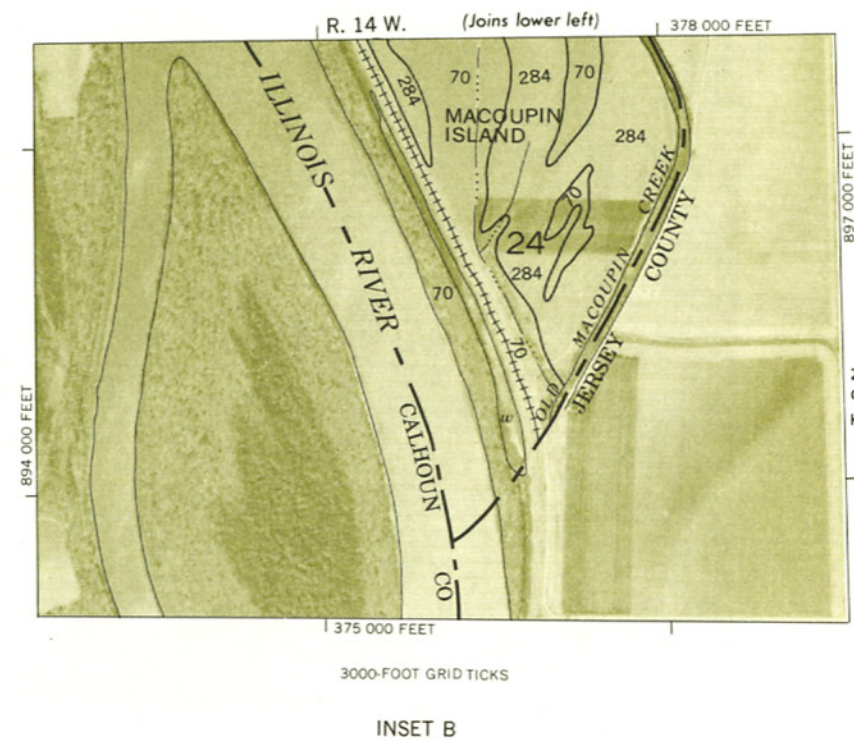 R. 14 W.
(Joins lower left)
378 000 FEET
284
70
284
70
284
MACOUPIN
ISLAND
ILLINOIS
RIVER
897 000 FEET
70
24
284
70
70
OLD
MACOUPIN
CREEK
JERSEY
COUNTY
w
CALHOUN
CO
894 000 FEET
375 000 FEET
3000-FOOT GRID TICKS
INSET B